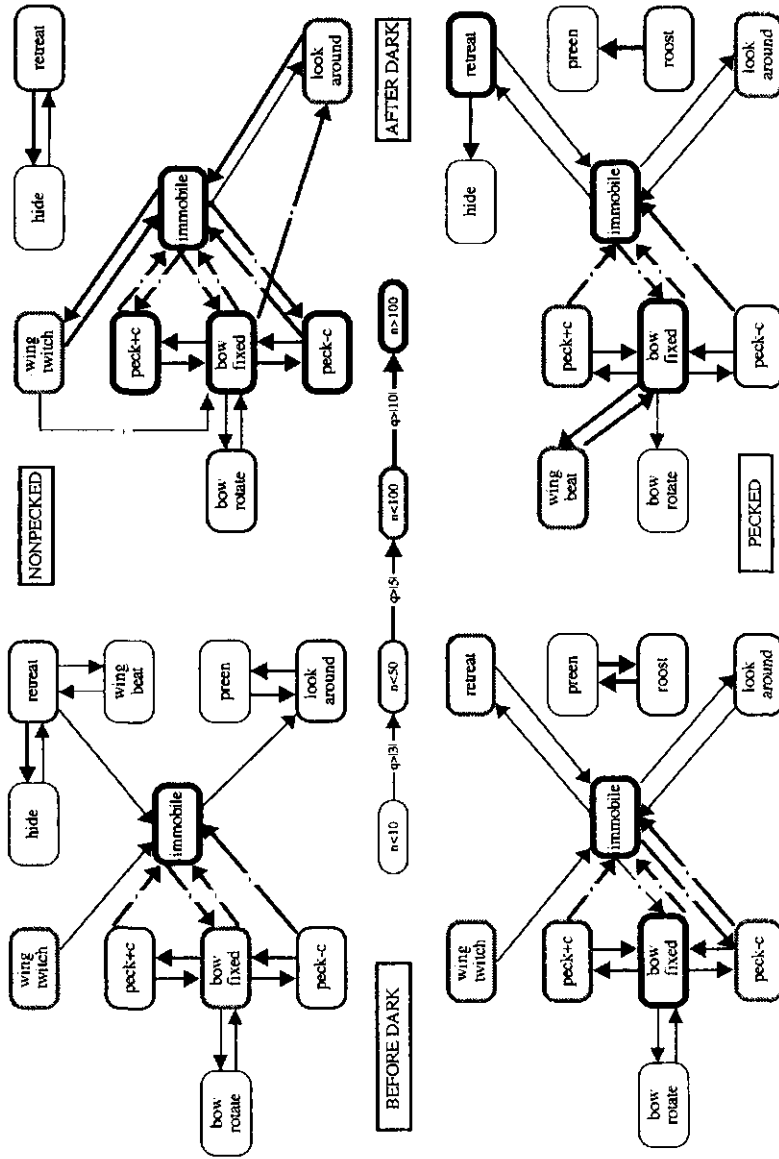 NONPECKED
wing
twitch
hide
retreat
peck+c
immobile
wing
beat
bow
rotate
bow
fixed
preen
peck-c
look
around
wing
twitch
hide
retreat
peck+c
immobile
bow
rotate
bow
fixed
peck-c
look
around
BEFORE DARK
n<10
q>|3|
n<50
q>|5|
n<100
q>|10|
n>100
AFTER DARK
wing
twitch
retreat
peck+c
immobile
preen
bow
rotate
bow
fixed
roost
peck-c
look
around
hide
retreat
wing
beat
peck+c
immobile
preen
bow
rotate
bow
fixed
roost
peck-c
look
around
PECKED